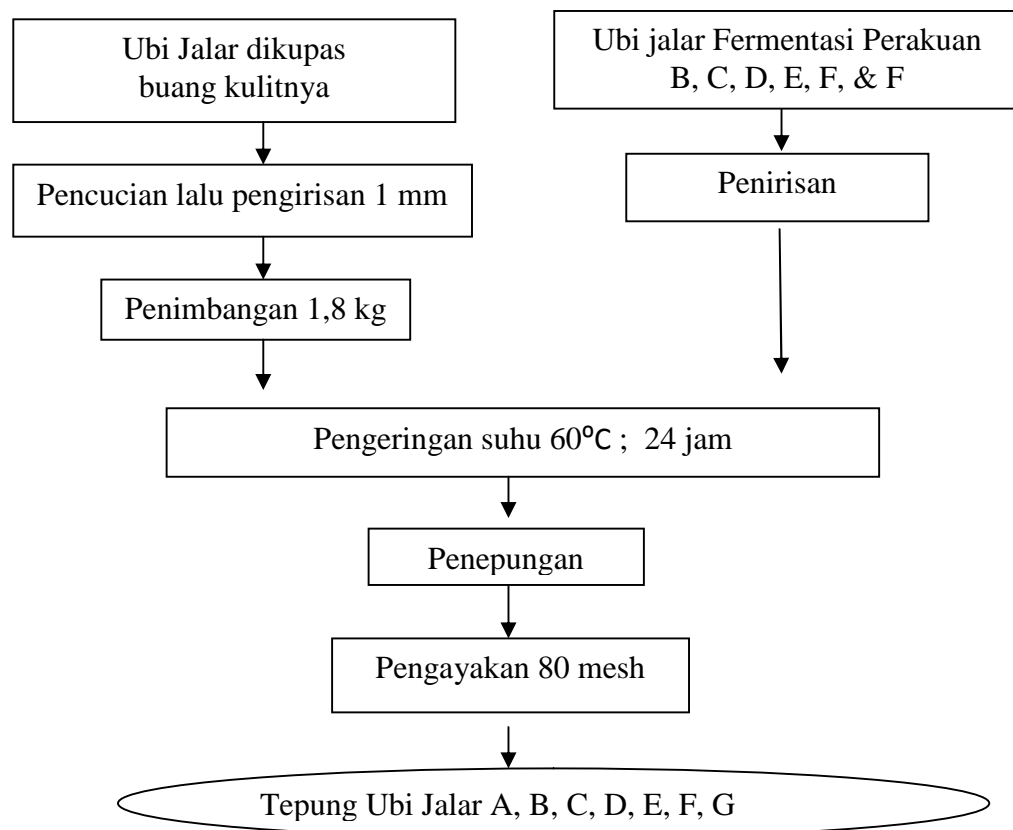 Ubi Jalar dikupas
buang kulitnya
Pencucian lalu pengirisan 1 mm
Penimbangan 1,8 kg
Ubi jalar Fermentasi Perakuan
B, C, D, E, F, & F
Penirisan
Pengeringan suhu 60⁰C ; 24 jam
Penepungan
Pengayakan 80 mesh
Tepung Ubi Jalar A, B, C, D, E, F, G